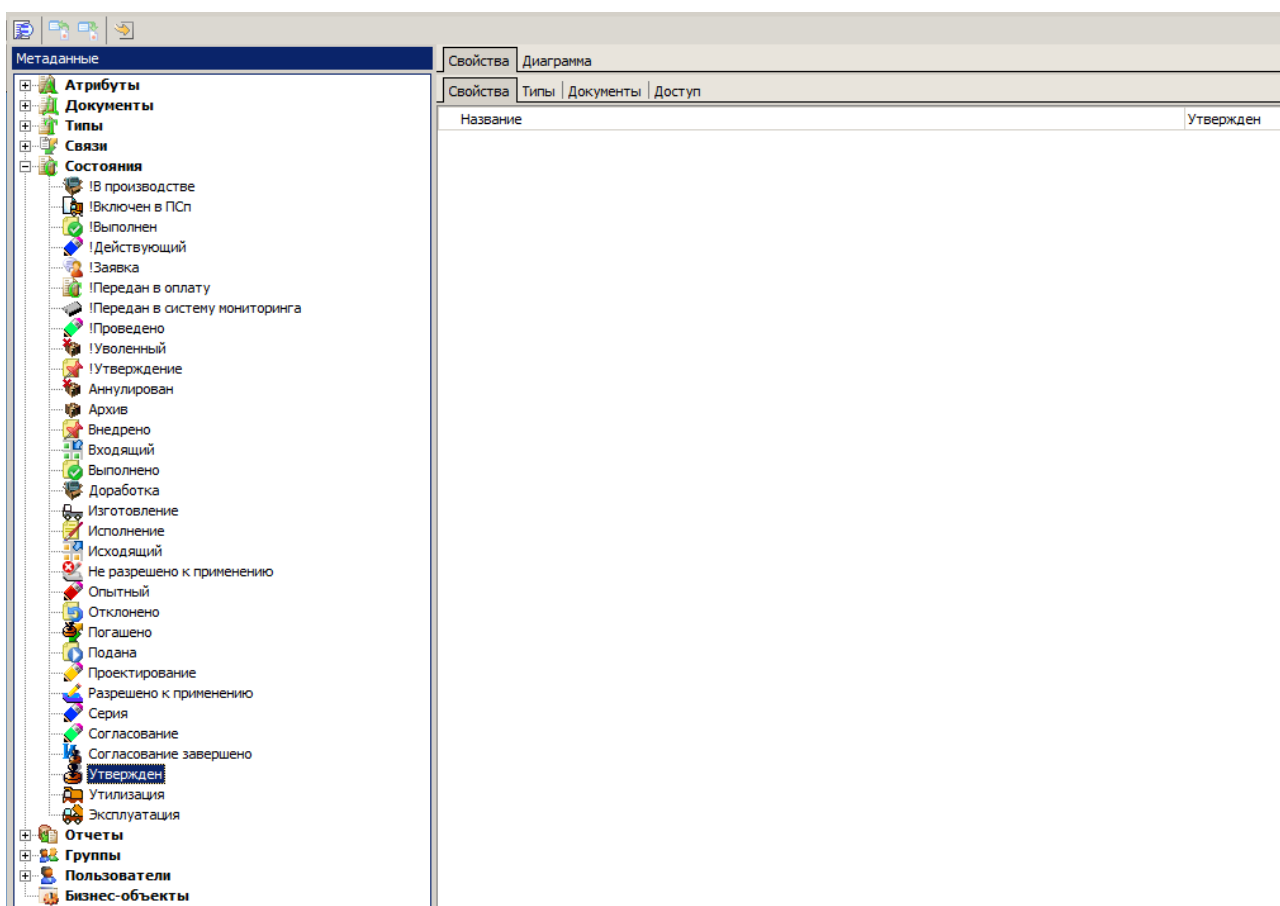 Метаданные
Атрибуты
Документы
Типы
Связи
Состояния
!В производстве
!Включен в ПСп
!Выполнен
!Действующий
!Заявка
!Передан в оплату
!Передан в систему мониторинга
!Проведено
!Уволенный
!Утверждение
Аннулирован
Архив
Внедрено
Входящий
Выполнено
Доработка
Изготовление
Исполнение
Исходящий
Не разрешено к применению
Опытный
Отклонено
Погашено
Подана
Проектирование
Разрешено к применению
Серия
Согласование
Согласование завершено
Утвержден
Утилизация
Эксплуатация
Отчеты
Группы
Пользователи
Бизнес-объекты
Свойства Диаграмма
Свойства Типы Документы Доступ
Название Утвержден